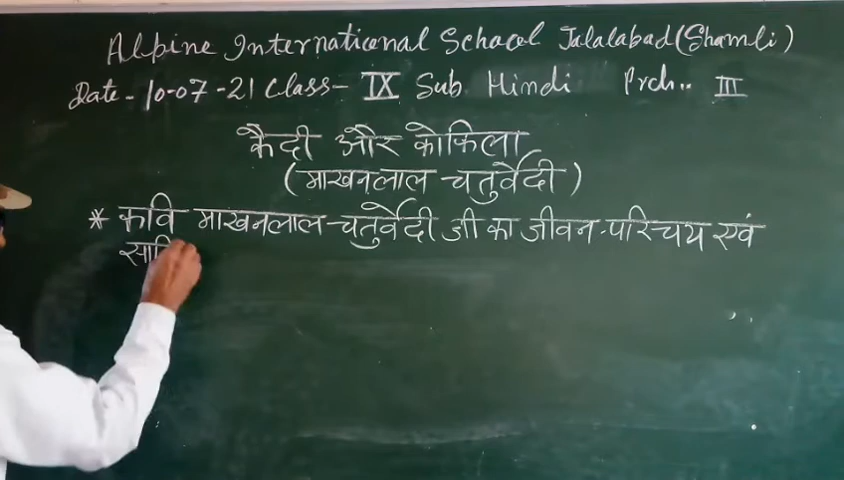 Alpine International School Jalalabad (Shamli)
Date - 10-07-21 Class - IX Sub Hindi Prch.. III
कैदी और कोकिला
(माखनलाल चतुर्वेदी)
* कवि माखनलाल चतुर्वेदी जी का जीवन-परिचय एवं